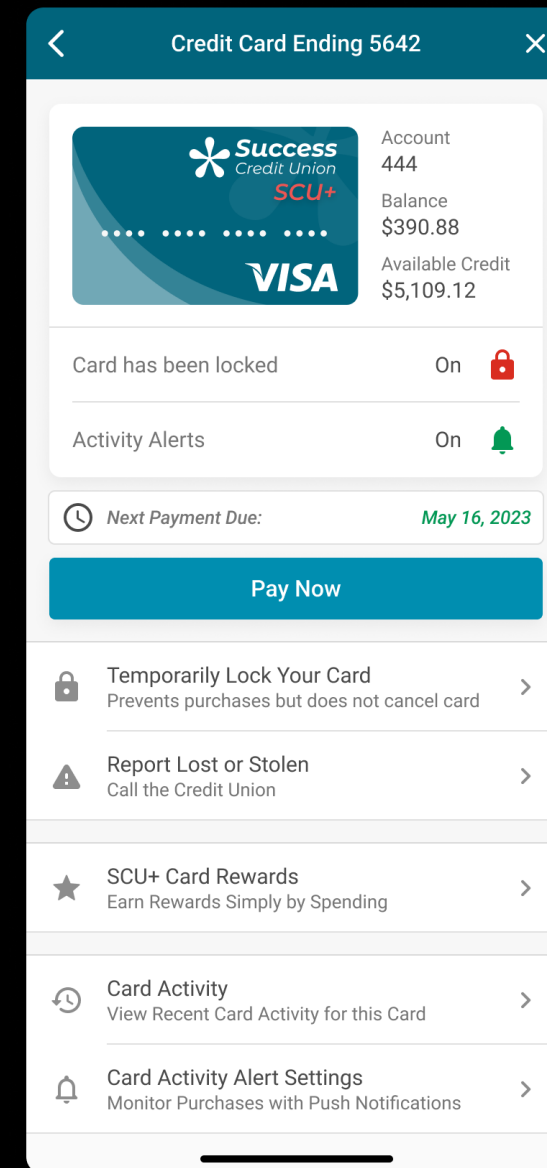 Credit Card Ending 5642
Success
Credit Union
SCU+
VISA
Account
444
Balance
$390.88
Available Credit
$5,109.12
Card has been locked On
Activity Alerts On
Next Payment Due: May 16, 2023
Pay Now
Temporarily Lock Your Card
Prevents purchases but does not cancel card
Report Lost or Stolen
Call the Credit Union
SCU+ Card Rewards
Earn Rewards Simply by Spending
Card Activity
View Recent Card Activity for this Card
Card Activity Alert Settings
Monitor Purchases with Push Notifications